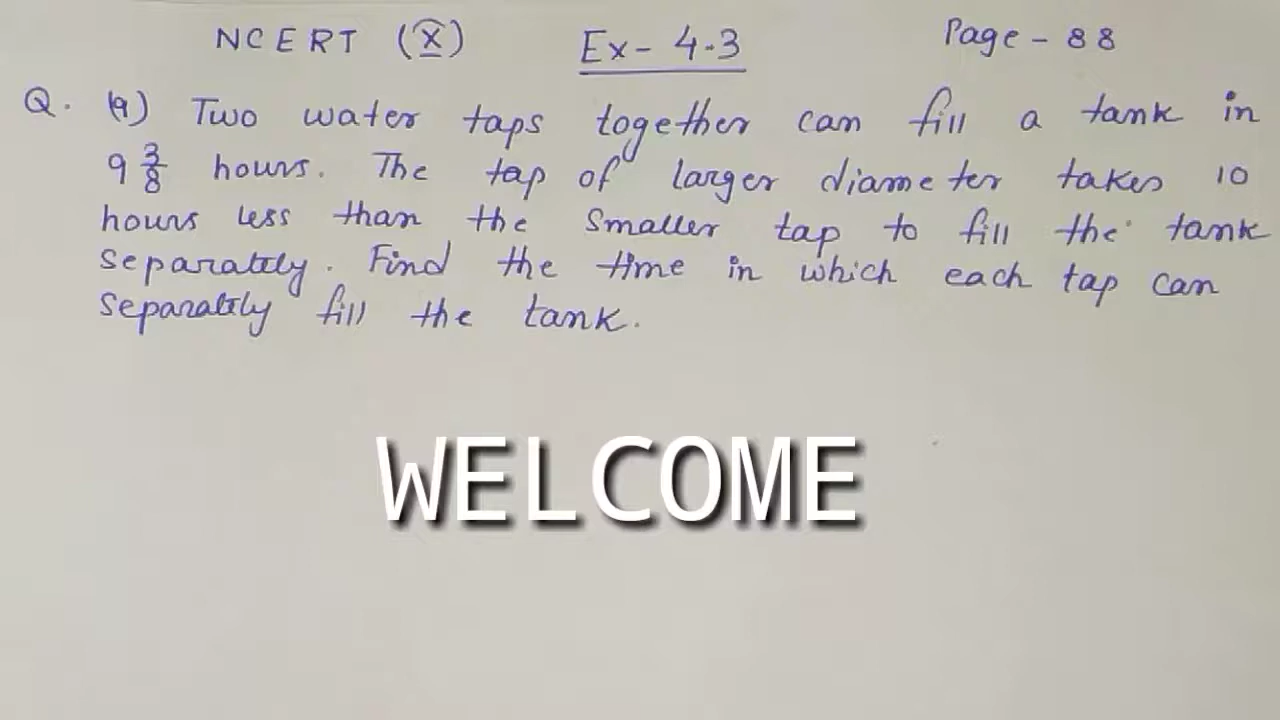 NCERT (X) Ex- 4.3 Page - 88
Q. (9) Two water taps together can fill a tank in
9 3/8 hours. The tap of larger diameter takes 10
hours less than the smaller tap to fill the tank
separately. Find the time in which each tap can
separately fill the tank.
WELCOME